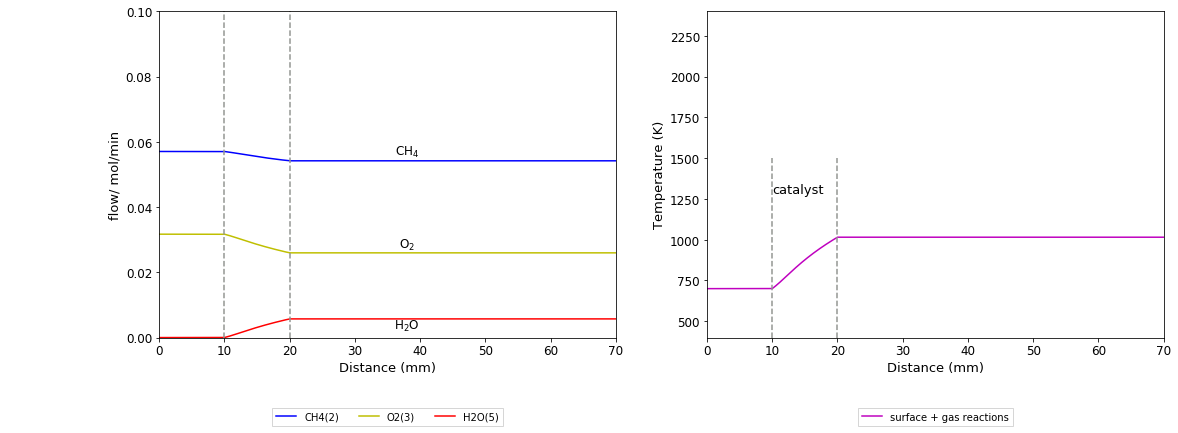 0.10
0.08
0.06
0.04
0.02
0.00
flow/ mol/min
CH₄
O₂
H₂O
0 10 20 30 40 50 60 70
Distance (mm)
CH4(2) O2(3) H2O(5)
2250
2000
1750
1500
1250
1000
750
500
Temperature (K)
catalyst
0 10 20 30 40 50 60 70
Distance (mm)
surface + gas reactions